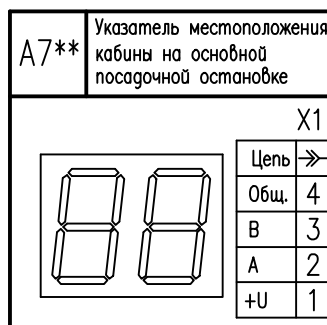 А7**
Указатель местоположения
кабины на основной
посадочной остановке
X1
Цепь
Общ. 4
B 3
A 2
+U 1